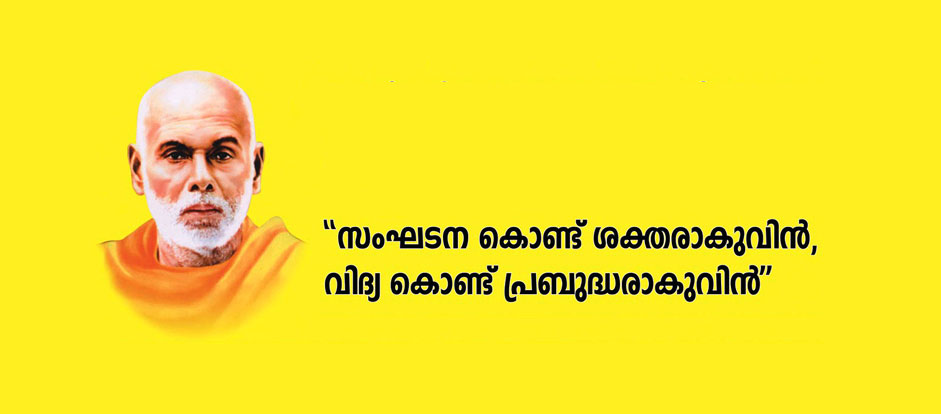 “സംഘടന കൊണ്ട് ശക്തരാകുവിൻ,
വിദ്യ കൊണ്ട് പ്രബുദ്ധരാകുവിൻ”